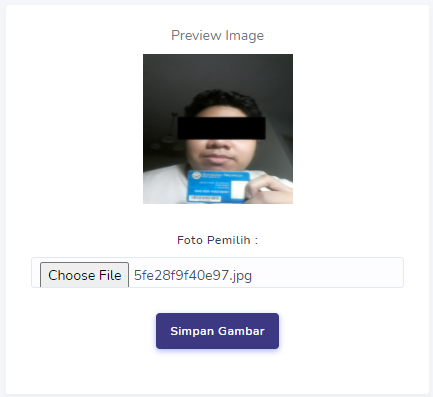 Preview Image
Foto Pemilih :
Choose File 5fe28f9f40e97.jpg
Simpan Gambar